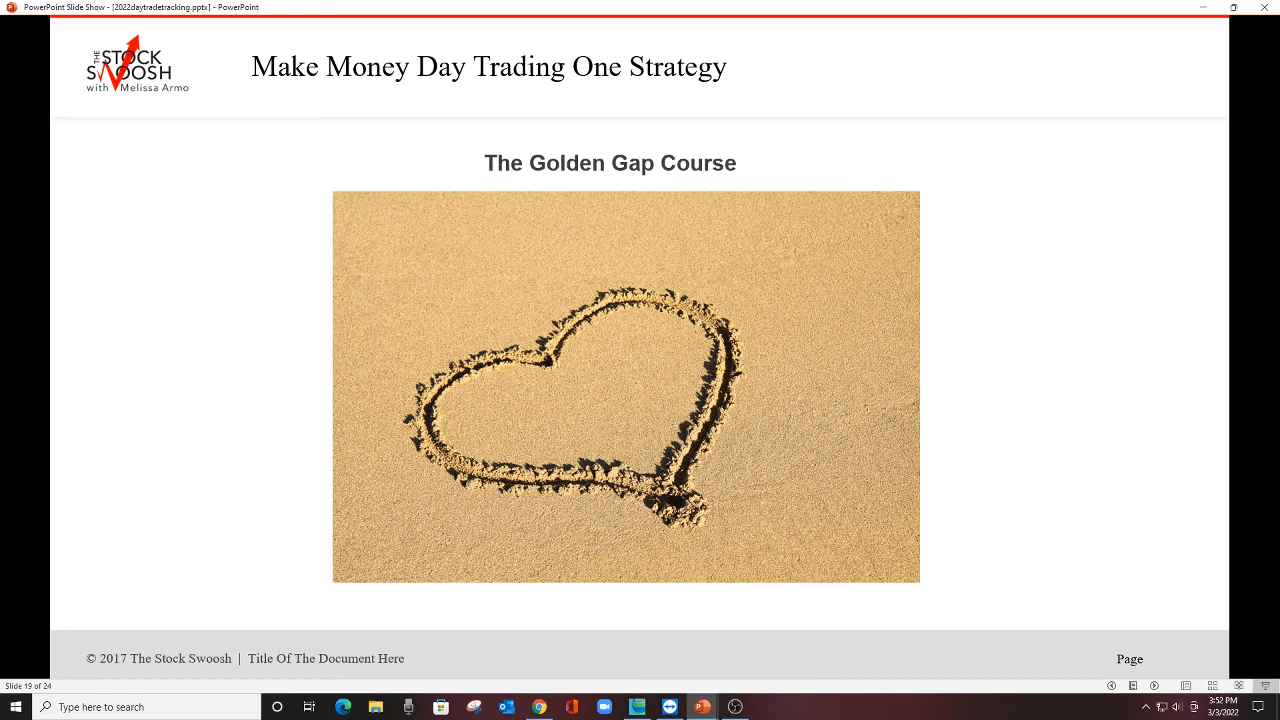 PowerPoint Slide Show - [2022daytradetracking.pptx] - PowerPoint
THE
STOCK
SWOOSH
with Melissa Armo
Make Money Day Trading One Strategy
The Golden Gap Course
© 2017 The Stock Swoosh | Title Of The Document Here
Page
Slide 19 of 24
Type here to search
3:52 PM
3/3/2022